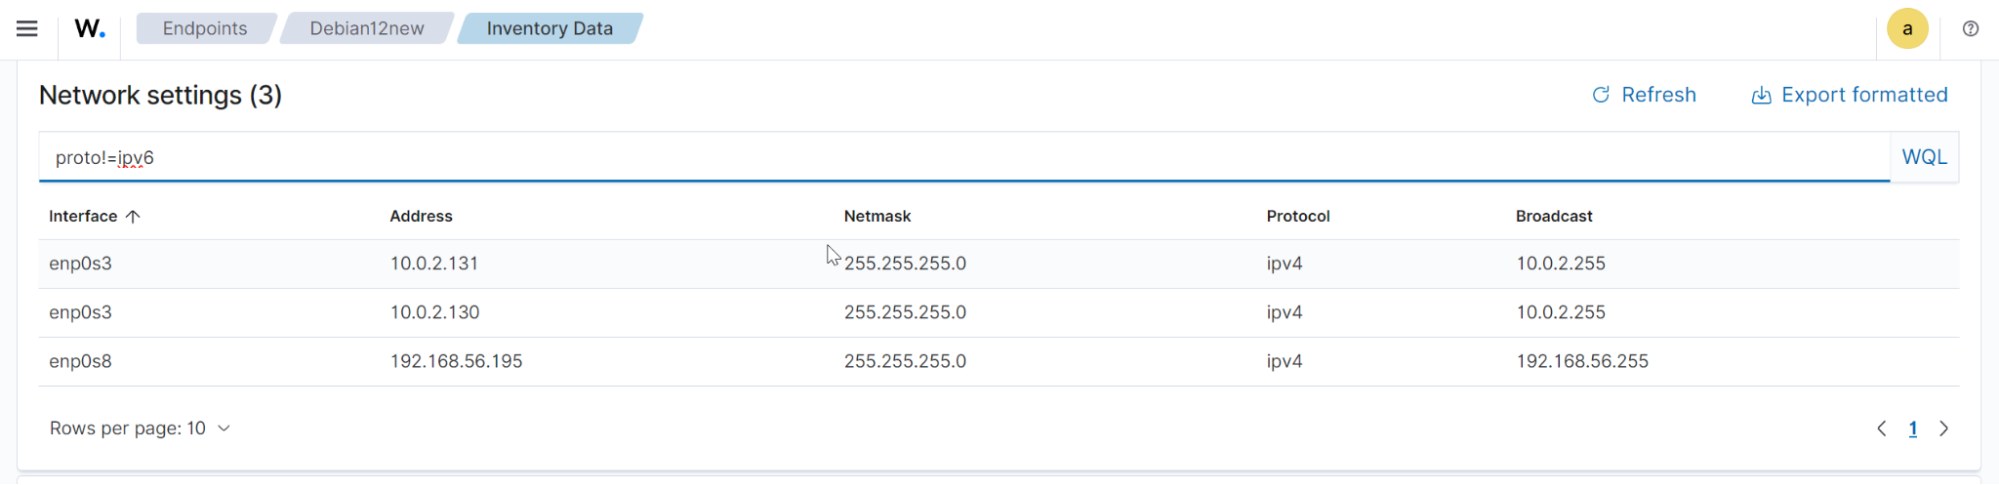 W. Endpoints Debian12new Inventory Data a
Network settings (3) Refresh Export formatted
proto!=ipv6 WQL
Interface Address Netmask Protocol Broadcast
enp0s3 10.0.2.131 255.255.255.0 ipv4 10.0.2.255
enp0s3 10.0.2.130 255.255.255.0 ipv4 10.0.2.255
enp0s8 192.168.56.195 255.255.255.0 ipv4 192.168.56.255
Rows per page: 10 1